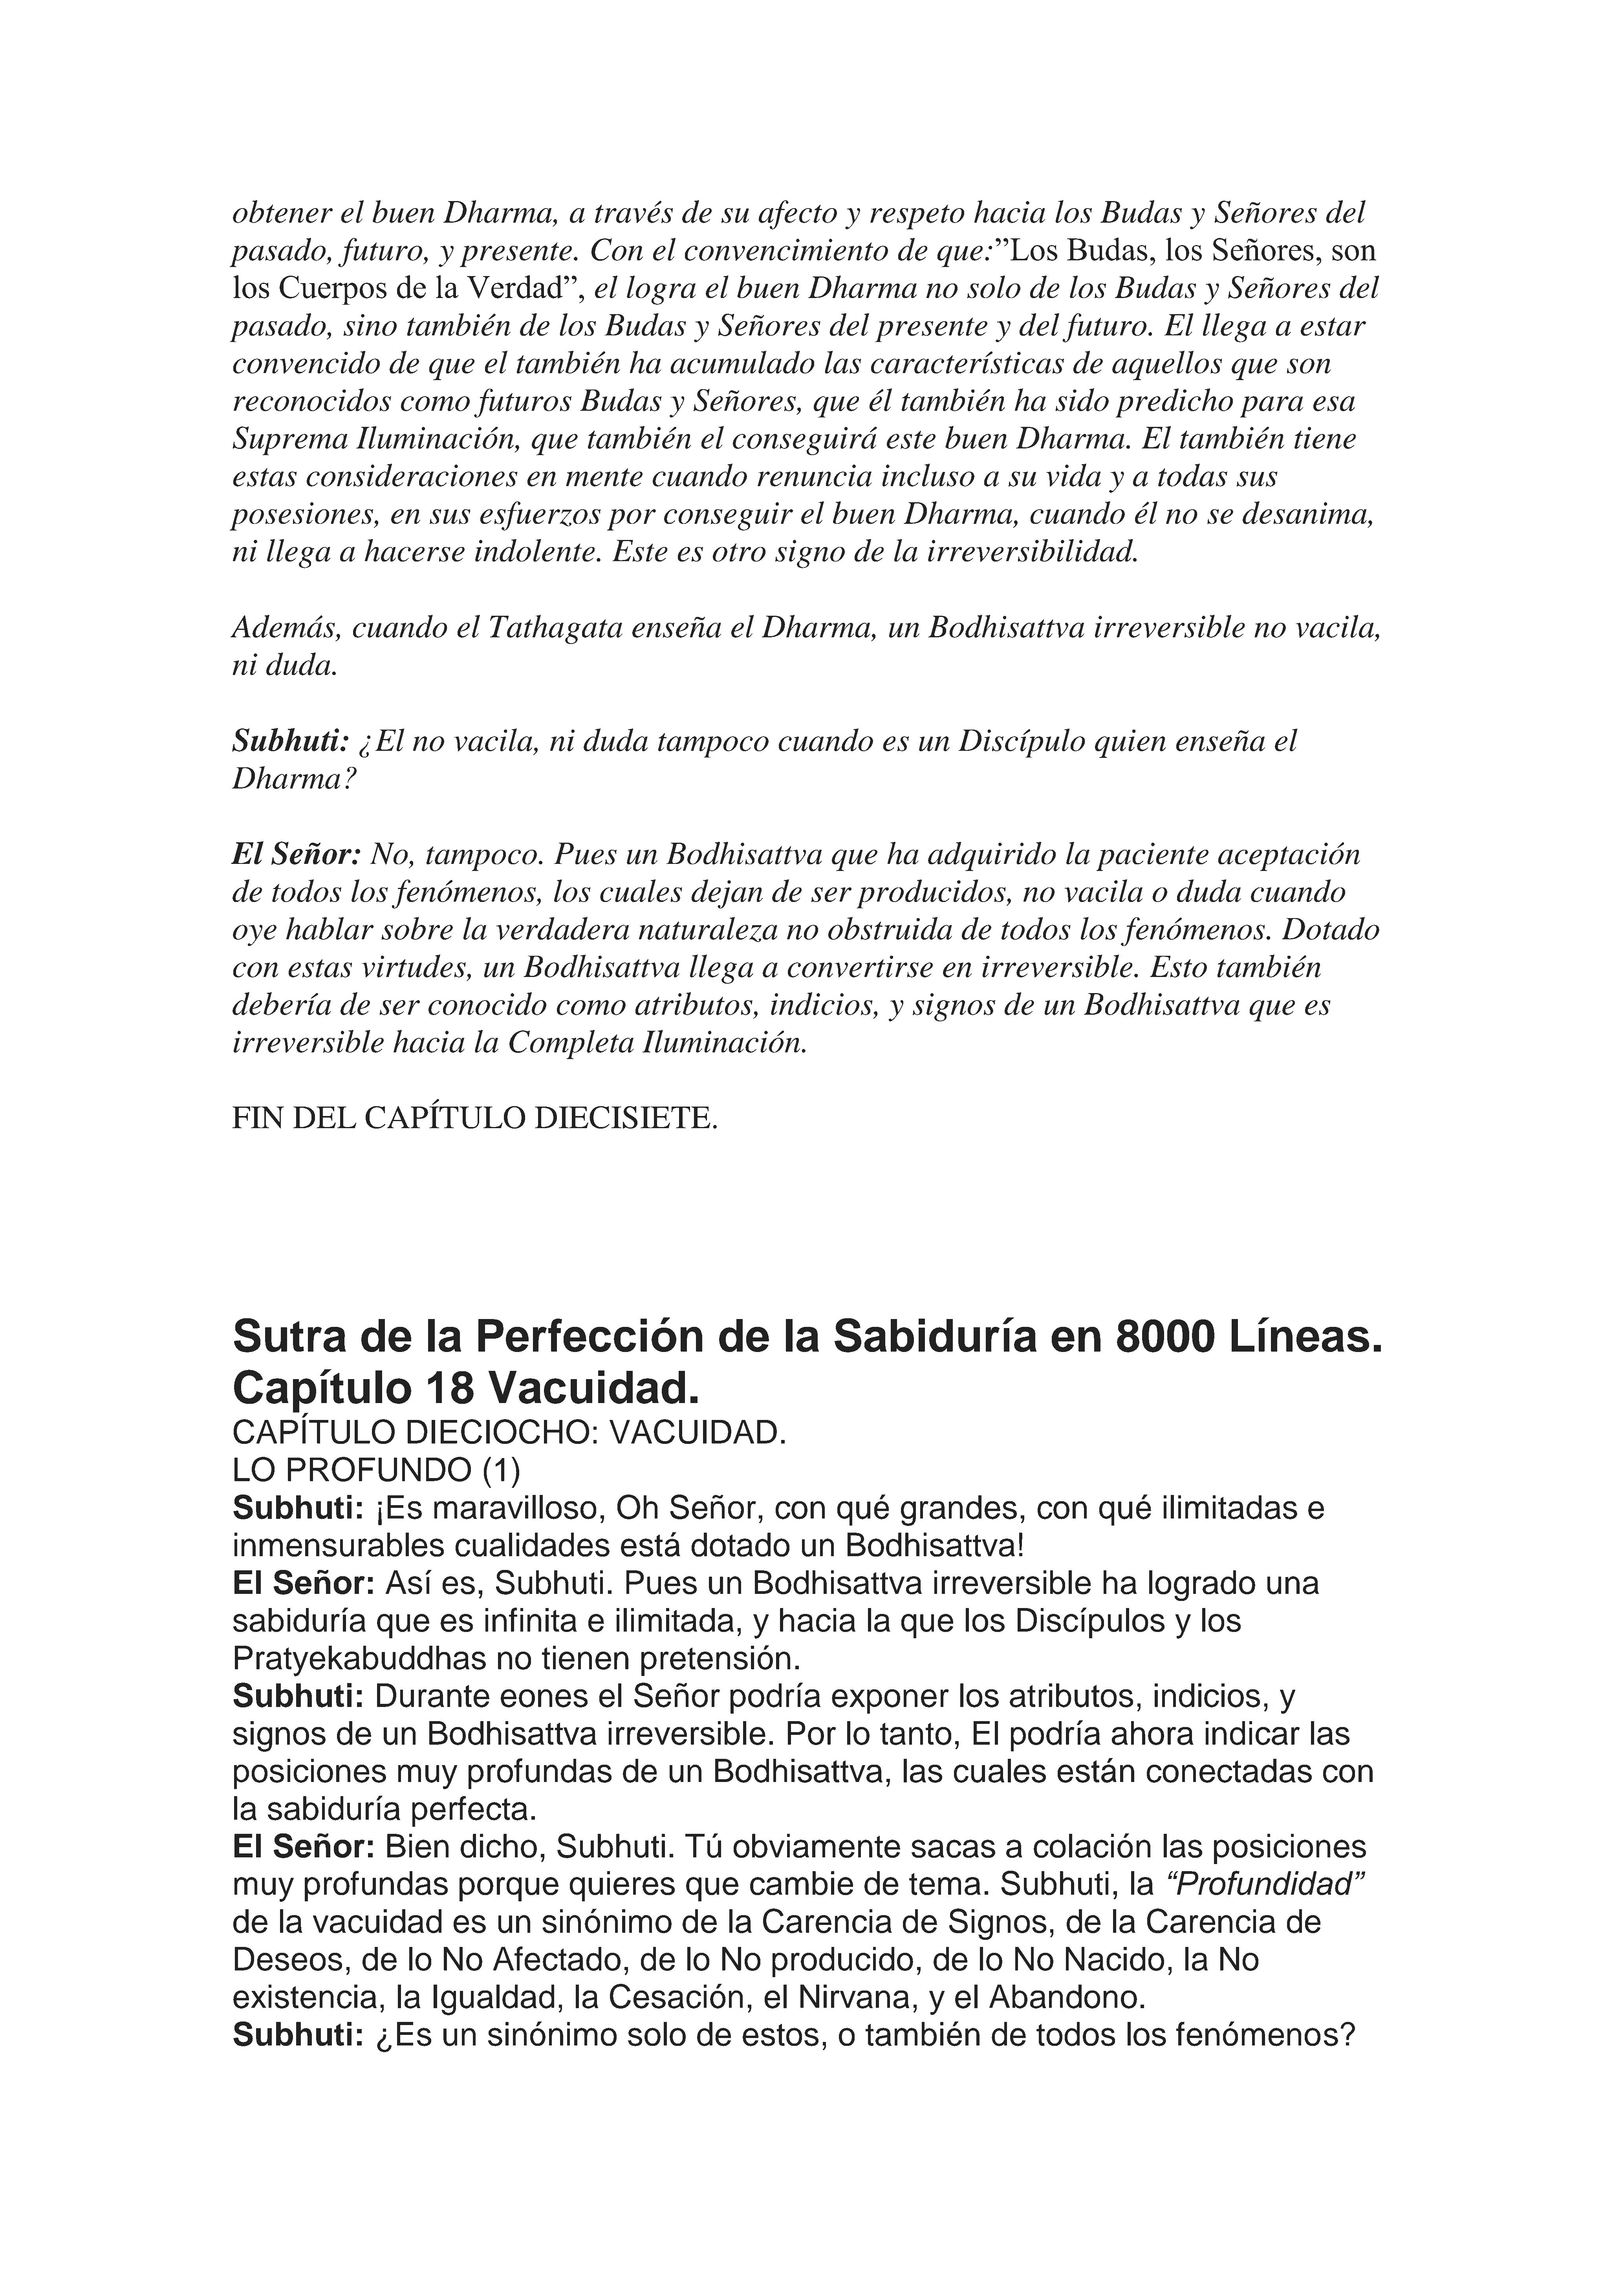 obtener el buen Dharma, a través de su afecto y respeto hacia los Budas y Señores del
pasado, futuro, y presente. Con el convencimiento de que:”Los Budas, los Señores, son
los Cuerpos de la Verdad”, el logra el buen Dharma no solo de los Budas y Señores del
pasado, sino también de los Budas y Señores del presente y del futuro. El llega a estar
convencido de que el también ha acumulado las características de aquellos que son
reconocidos como futuros Budas y Señores, que él también ha sido predicho para esa
Suprema Iluminación, que también el conseguirá este buen Dharma. El también tiene
estas consideraciones en mente cuando renuncia incluso a su vida y a todas sus
posesiones, en sus esfuerzos por conseguir el buen Dharma, cuando él no se desanima,
ni llega a hacerse indolente. Este es otro signo de la irreversibilidad.
Además, cuando el Tathagata enseña el Dharma, un Bodhisattva irreversible no vacila,
ni duda.
Subhuti: ¿El no vacila, ni duda tampoco cuando es un Discípulo quien enseña el
Dharma?
El Señor: No, tampoco. Pues un Bodhisattva que ha adquirido la paciente aceptación
de todos los fenómenos, los cuales dejan de ser producidos, no vacila o duda cuando
oye hablar sobre la verdadera naturaleza no obstruida de todos los fenómenos. Dotado
con estas virtudes, un Bodhisattva llega a convertirse en irreversible. Esto también
debería de ser conocido como atributos, indicios, y signos de un Bodhisattva que es
irreversible hacia la Completa Iluminación.
FIN DEL CAPÍTULO DIECISIETE.
Sutra de la Perfección de la Sabiduría en 8000 Líneas.
Capítulo 18 Vacuidad.
CAPÍTULO DIECIOCHO: VACUIDAD.
LO PROFUNDO (1)
Subhuti: ¡Es maravilloso, Oh Señor, con qué grandes, con qué ilimitadas e
inmensurables cualidades está dotado un Bodhisattva!
El Señor: Así es, Subhuti. Pues un Bodhisattva irreversible ha logrado una
sabiduría que es infinita e ilimitada, y hacia la que los Discípulos y los
Pratyekabuddhas no tienen pretensión.
Subhuti: Durante eones el Señor podría exponer los atributos, indicios, y
signos de un Bodhisattva irreversible. Por lo tanto, El podría ahora indicar las
posiciones muy profundas de un Bodhisattva, las cuales están conectadas con
la sabiduría perfecta.
El Señor: Bien dicho, Subhuti. Tú obviamente sacas a colación las posiciones
muy profundas porque quieres que cambie de tema. Subhuti, la “Profundidad”
de la vacuidad es un sinónimo de la Carencia de Signos, de la Carencia de
Deseos, de lo No Afectado, de lo No producido, de lo No Nacido, la No
existencia, la Igualdad, la Cesación, el Nirvana, y el Abandono.
Subhuti: ¿Es un sinónimo solo de estos, o también de todos los fenómenos?